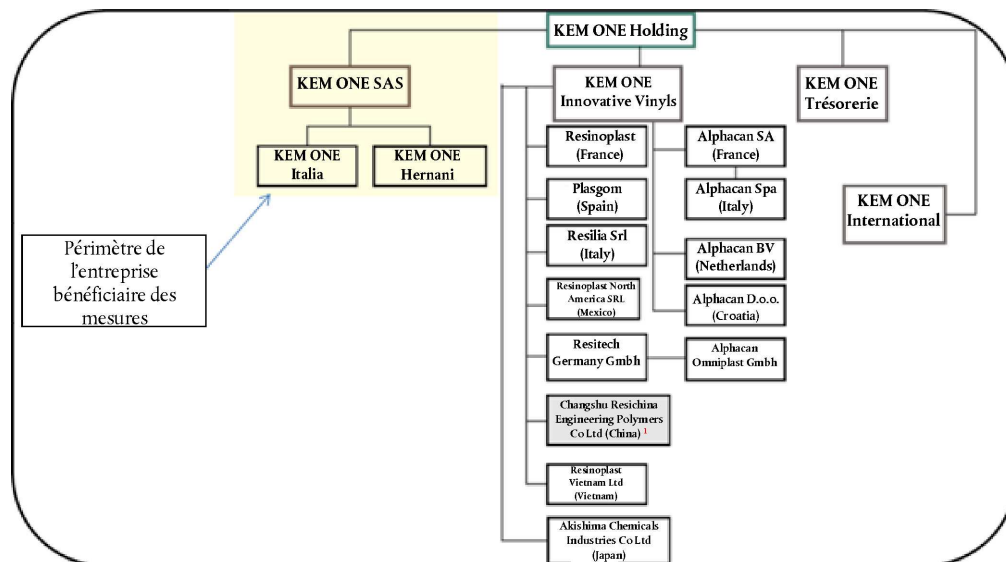 KEM ONE Holding
KEM ONE SAS
KEM ONE
Innovative Vinyls
KEM ONE
Trésorerie
KEM ONE
Italia
KEM ONE
Hernani
Resinoplast
(France)
Alphacan SA
(France)
Plasgom
(Spain)
Alphacan Spa
(Italy)
KEM ONE
International
Périmètre de
l'entreprise
bénéficiaire des
mesures
Resilia Srl
(Italy)
Alphacan BV
(Netherlands)
Resinoplast North
America SRL
(Mexico)
Alphacan D.o.o.
(Croatia)
Resitech
Germany Gmbh
Alphacan
Omniplast Gmbh
Changshu Resichina
Engineering Polymers
Co Ltd (China) 1
Resinoplast
Vietnam Ltd
(Vietnam)
Akishima Chemicals
Industries Co Ltd
(Japan)